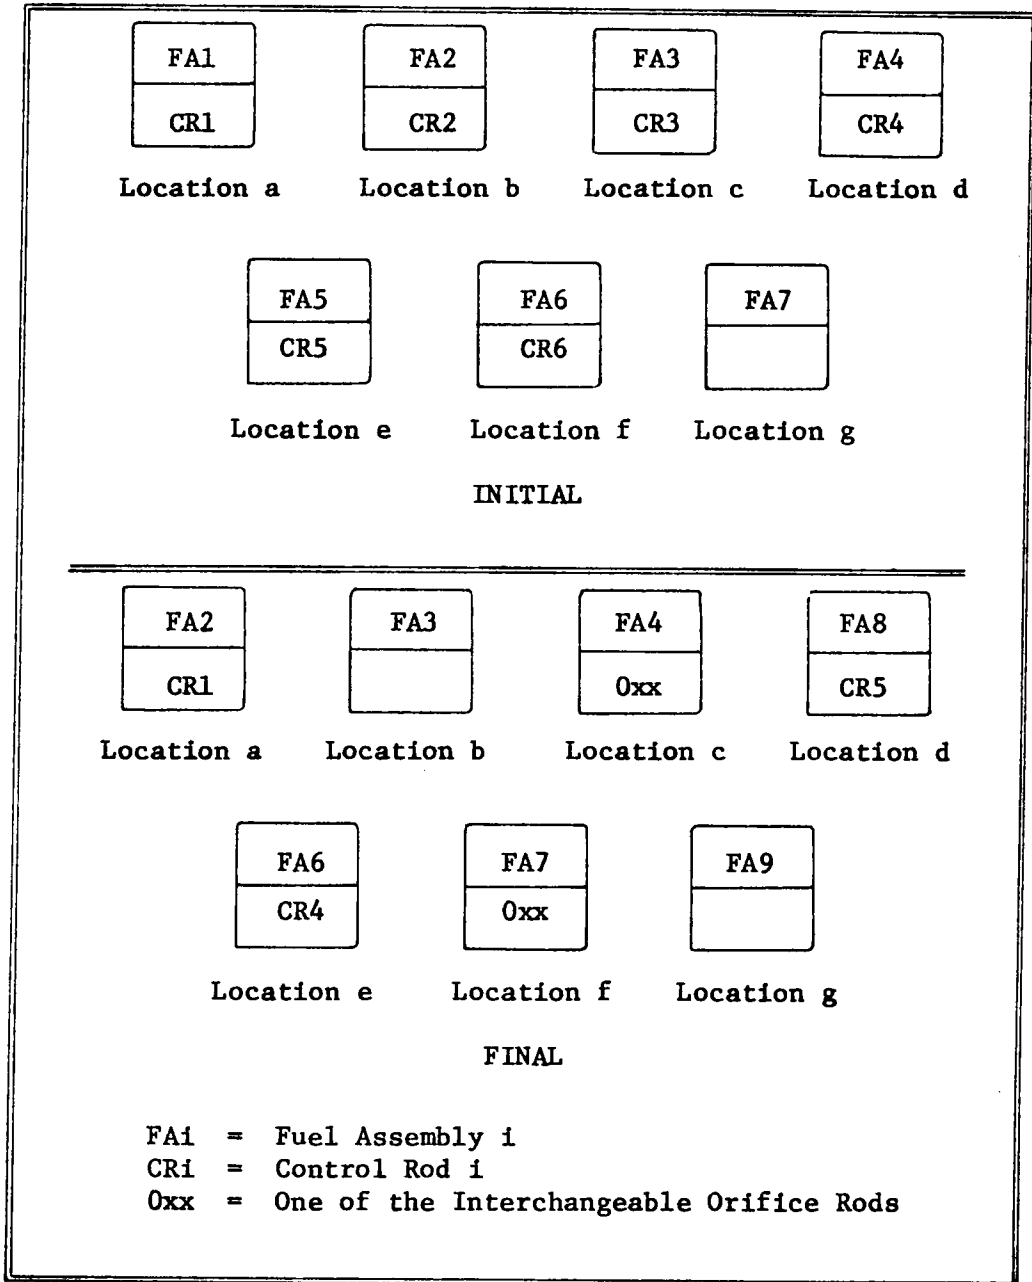 FA1 FA2 FA3 FA4
CR1 CR2 CR3 CR4
Location a Location b Location c Location d
FA5 FA6 FA7
CR5 CR6
Location e Location f Location g
INITIAL
FA2 FA3 FA4 FA8
CR1 0xx CR5
Location a Location b Location c Location d
FA6 FA7 FA9
CR4 0xx
Location e Location f Location g
FINAL
FAi = Fuel Assembly i
CRi = Control Rod i
0xx = One of the Interchangeable Orifice Rods